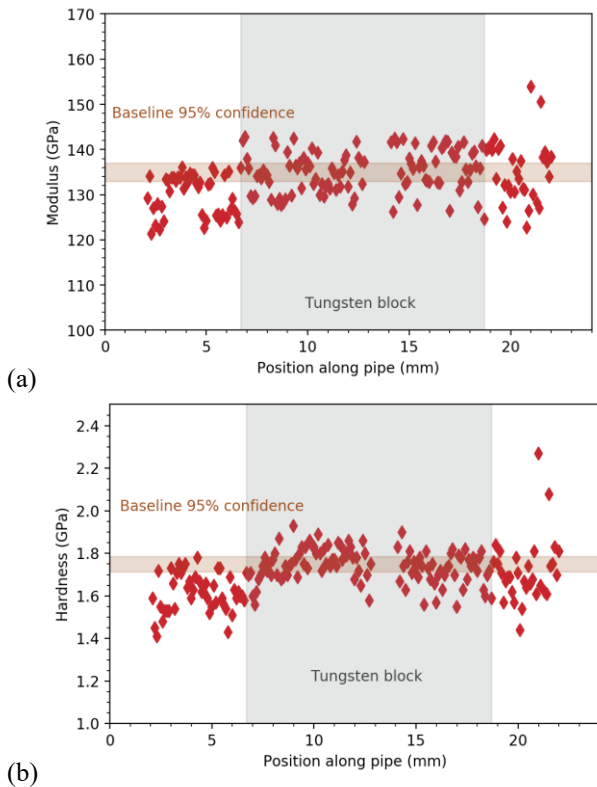 170
160
150
140
130
120
110
100
Modulus (GPa)
Baseline 95% confidence
Tungsten block
0 5 10 15 20
Position along pipe (mm)
(a)
2.4
2.2
2.0
1.8
1.6
1.4
1.2
1.0
Hardness (GPa)
Baseline 95% confidence
Tungsten block
0 5 10 15 20
Position along pipe (mm)
(b)